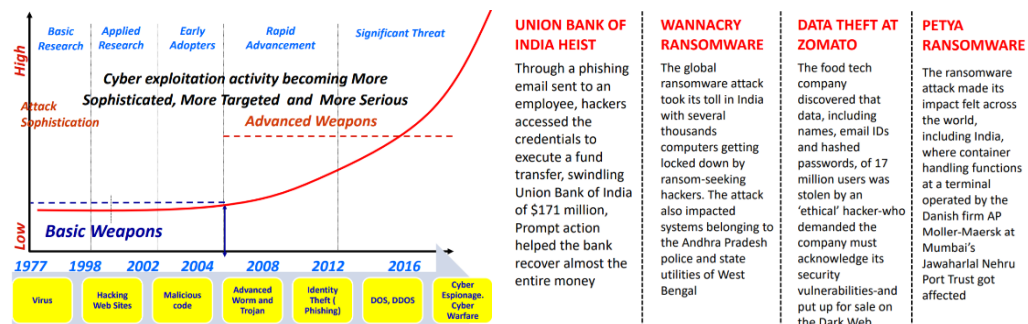 Basic
Research
Applied
Research
Early
Adopters
Rapid
Advancement
Significant Threat
High
Cyber exploitation activity becoming More
Sophisticated, More Targeted and More Serious
Attack
Sophistication
Advanced Weapons
Basic Weapons
Low
1977 1998 2002 2004 2008 2012 2016
Virus
Hacking
Web Sites
Malicious
code
Advanced
Worm and
Trojan
Identity
Theft (
Phishing)
DOS, DDOS
Cyber
Espionage.
Cyber
Warfare
UNION BANK OF
INDIA HEIST
Through a phishing
email sent to an
employee, hackers
accessed the
credentials to
execute a fund
transfer, swindling
Union Bank of India
of $171 million,
Prompt action
helped the bank
recover almost the
entire money
WANNACRY
RANSOMWARE
The global
ransomware attack
took its toll in India
with several
thousands
computers getting
locked down by
ransom-seeking
hackers. The attack
also impacted
systems belonging to
the Andhra Pradesh
police and state
utilities of West
Bengal
DATA THEFT AT
ZOMATO
The food tech
company
discovered that
data, including
names, email IDs
and hashed
passwords, of 17
million users was
stolen by an
‘ethical’ hacker-who
demanded the
company must
acknowledge its
security
vulnerabilities-and
put up for sale on
the Dark Web
PETYA
RANSOMWARE
The ransomware
attack made its
impact felt across
the world,
including India,
where container
handling functions
at a terminal
operated by the
Danish firm AP
Moller-Maersk at
Mumbai’s
Jawaharlal Nehru
Port Trust got
affected